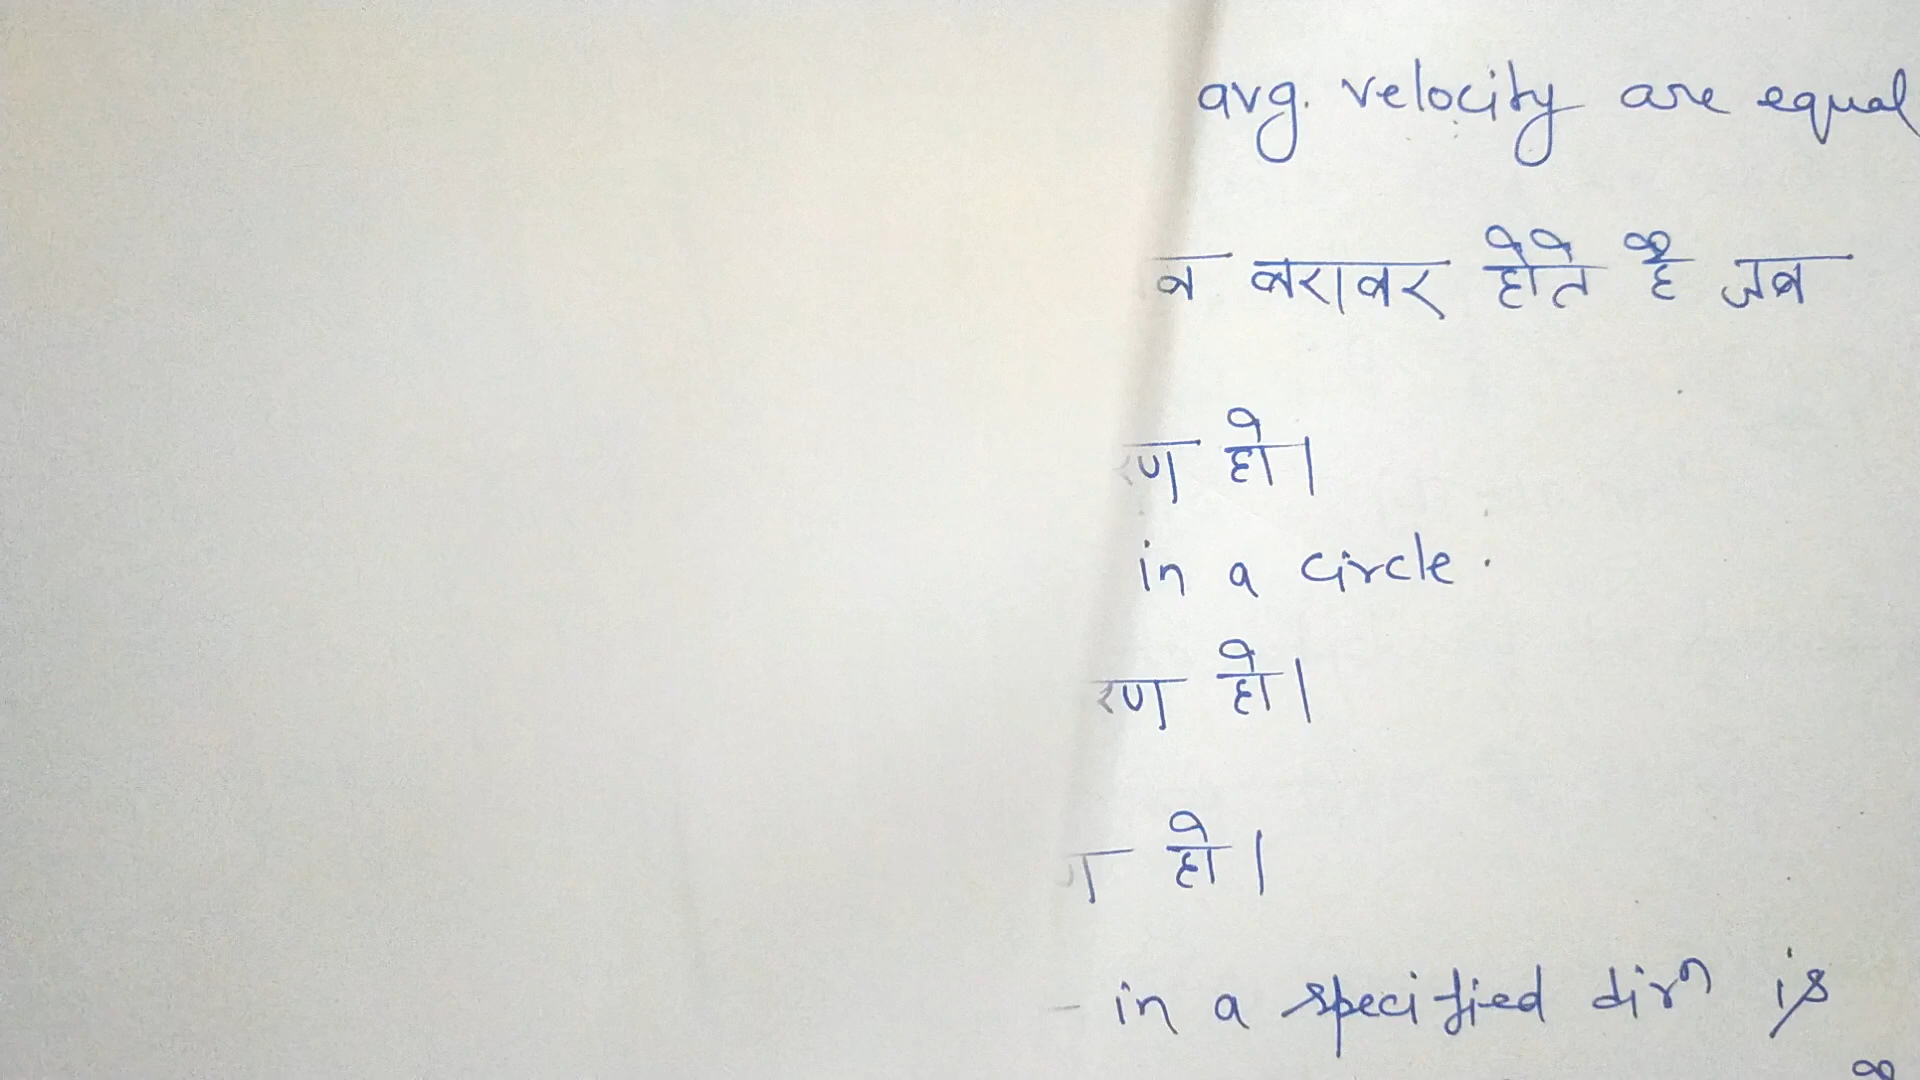 avg. velocity are equal
बराबर होते है जब
हो।
in a circle.
हो।
हो।
in a specified dirn is